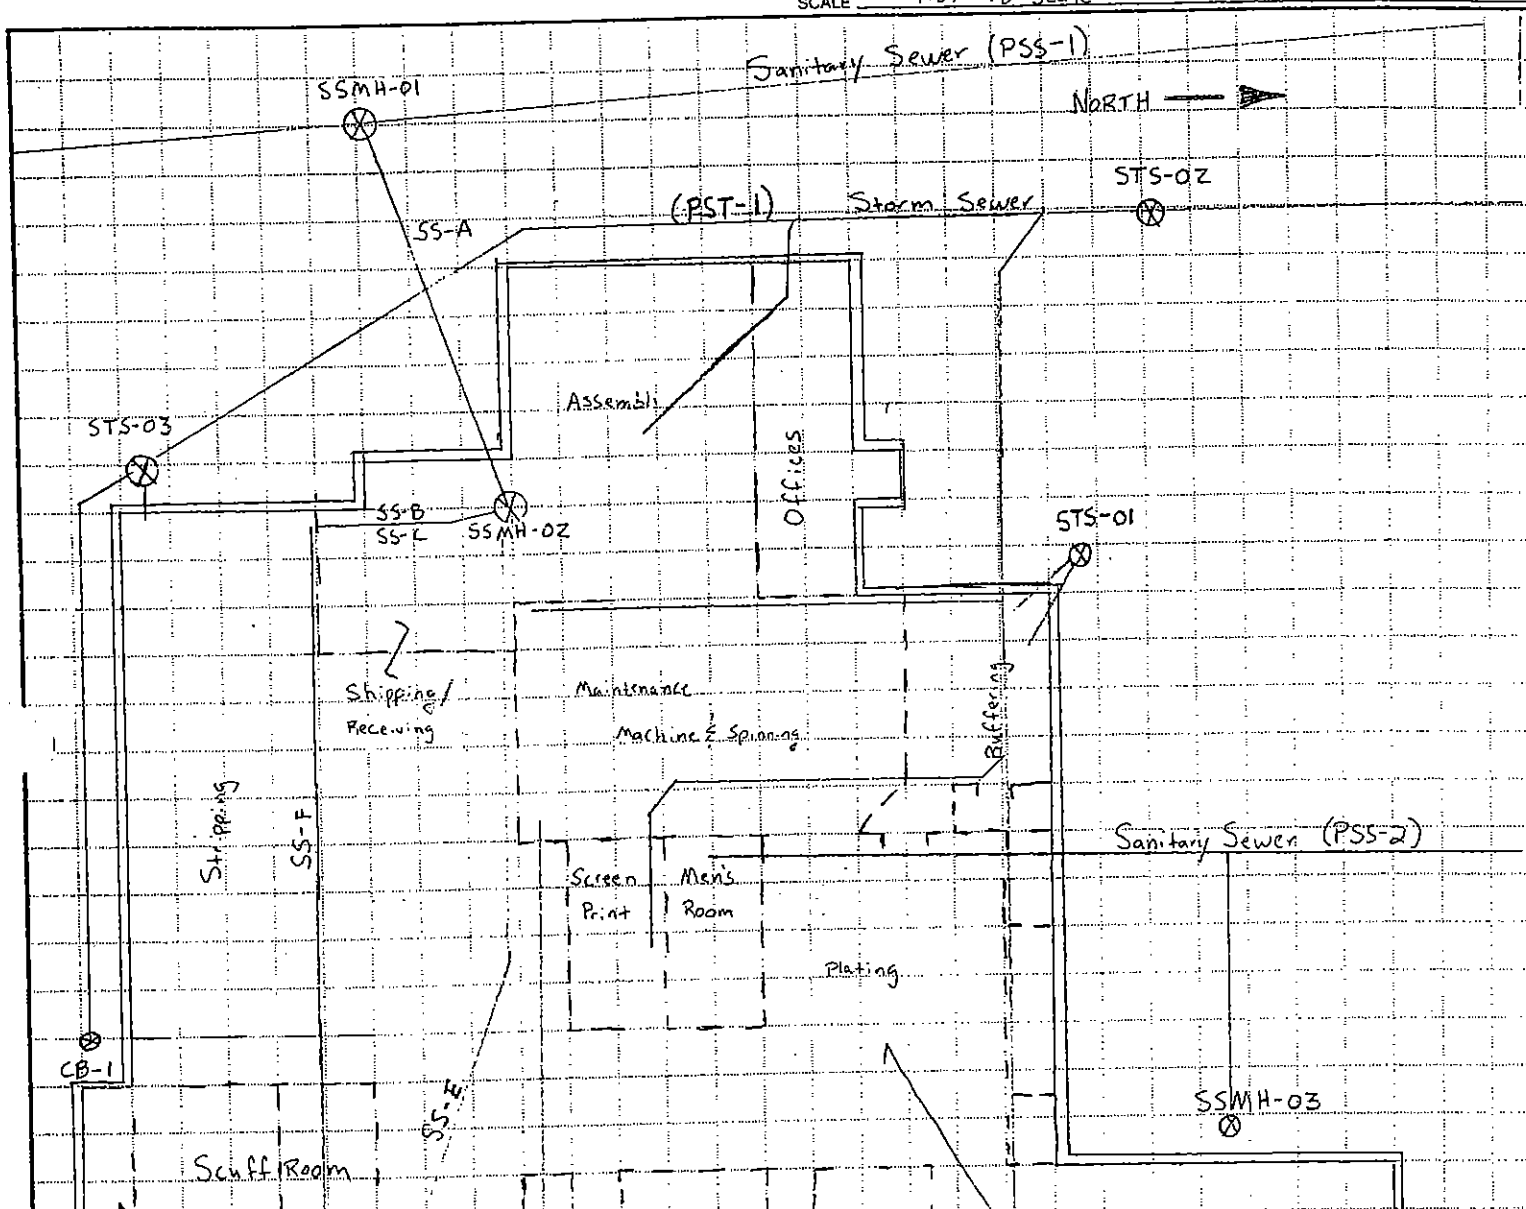 SCALE
Sanitary Sewer (PSS-1)
SSMH-01
NORTH
STS-02
(PST-1)
Storm Sewer
SS-A
Assembli
STS-03
Offices
SS-B
SS-C
SSMH-02
STS-01
Shipping/
Receiving
Maintenance
Machine & Spinning
Buffering
Stripping
SS-F
Sanitary Sewer (PSS-2)
Screen
Print
Men's
Room
Plating
CB-1
SS-E
SSMH-03
Scuff Room